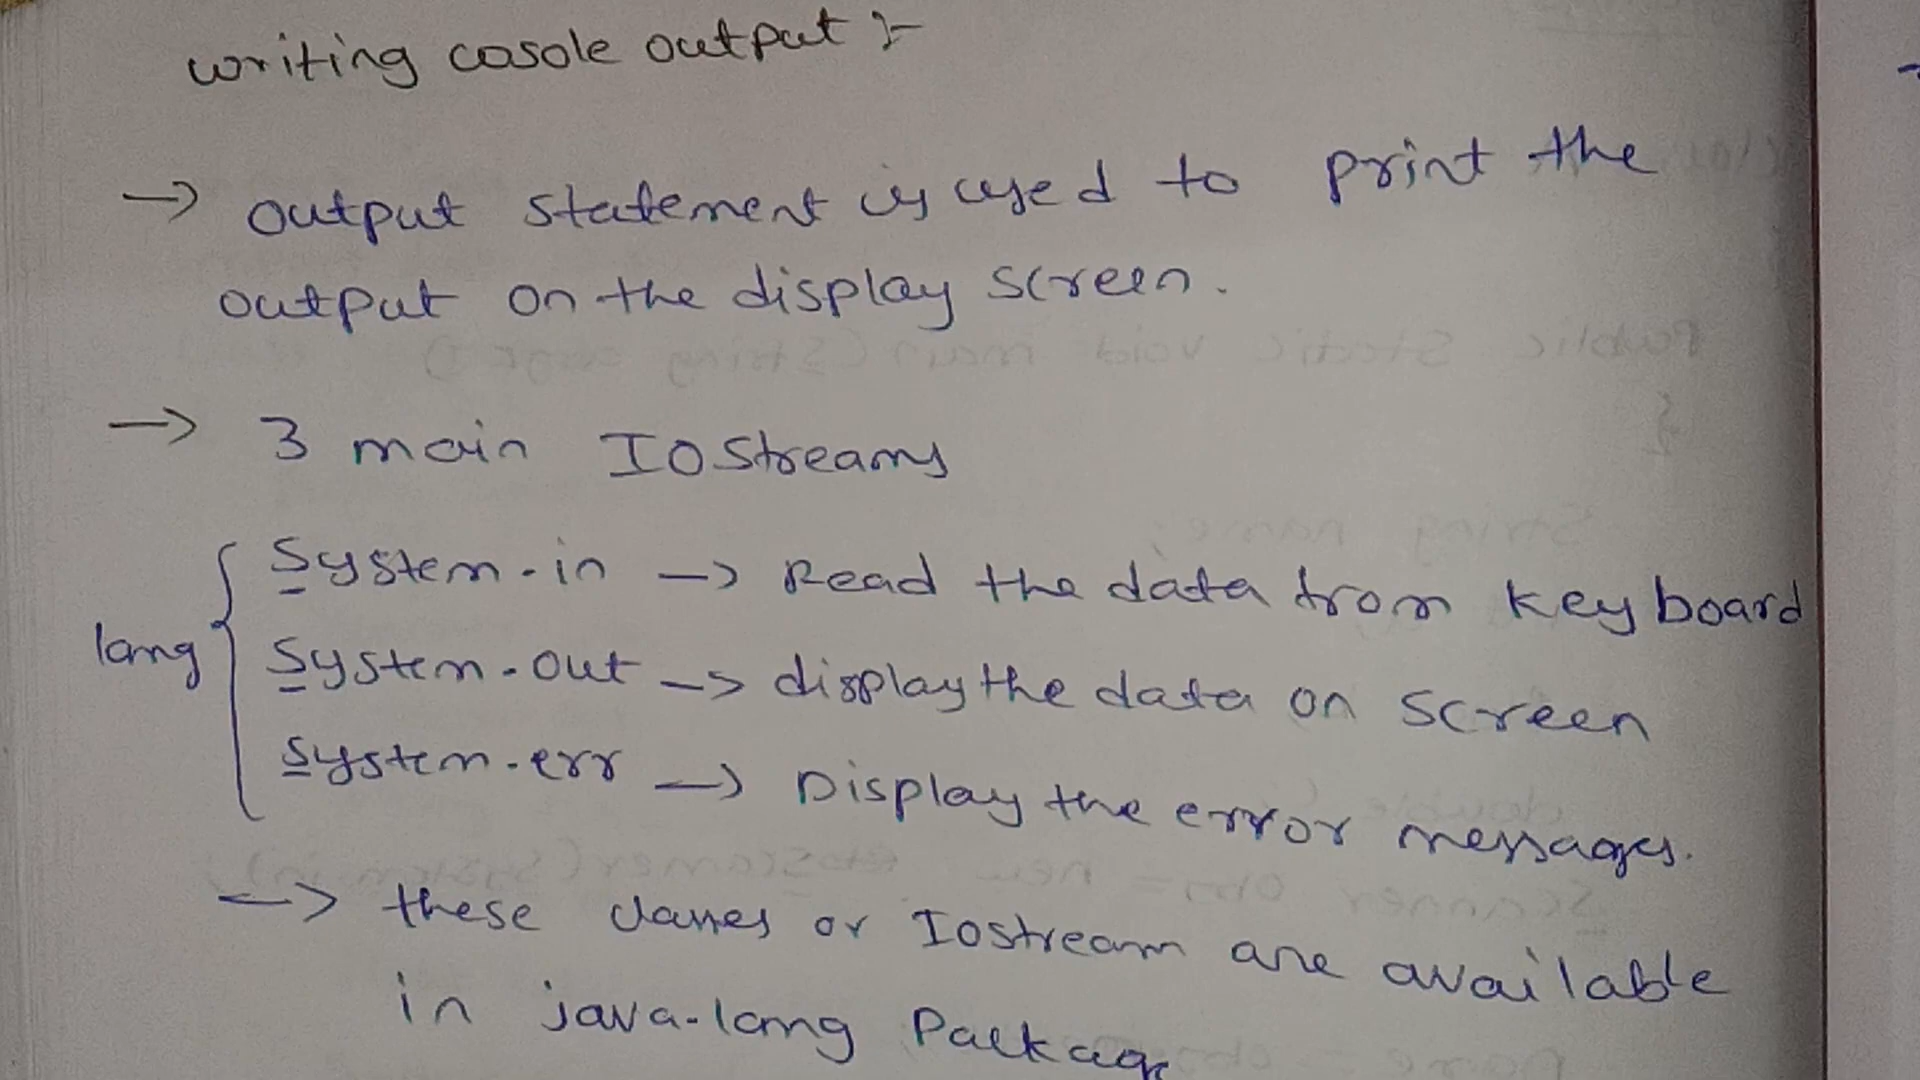 writing cosole output :-
→ output statement is used to print the
output on the display screen.
→ 3 main IOStreams
lang { System.in → Read the data from keyboard
System.out → display the data on screen
System.err → Display the error messages.
→ these classes or Iostream are available
in java.lang Package